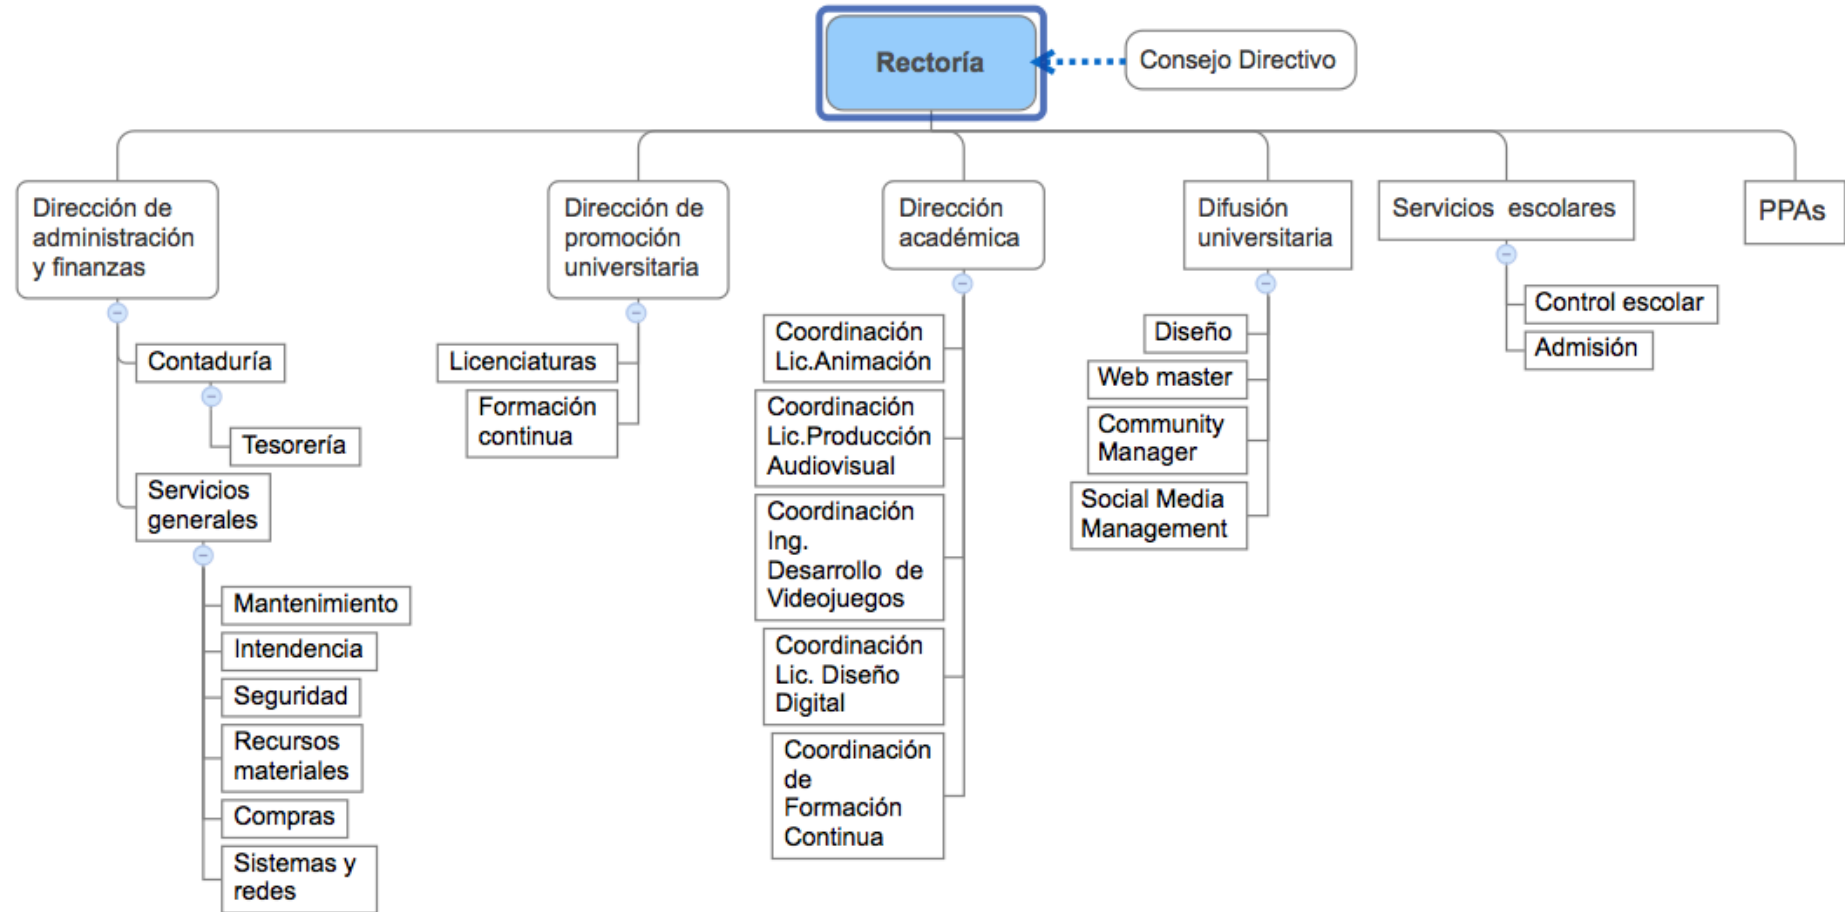 Rectoría
Consejo Directivo
Dirección de
administración
y finanzas
Contaduría
Tesorería
Servicios
generales
Mantenimiento
Intendencia
Seguridad
Recursos
materiales
Compras
Sistemas y
redes
Dirección de
promoción
universitaria
Licenciaturas
Formación
continua
Dirección
académica
Coordinación
Lic.Animación
Coordinación
Lic.Producción
Audiovisual
Coordinación
Ing.
Desarrollo de
Videojuegos
Coordinación
Lic. Diseño
Digital
Coordinación
de
Formación
Continua
Difusión
universitaria
Diseño
Web master
Community
Manager
Social Media
Management
Servicios escolares
Control escolar
Admisión
PPAs